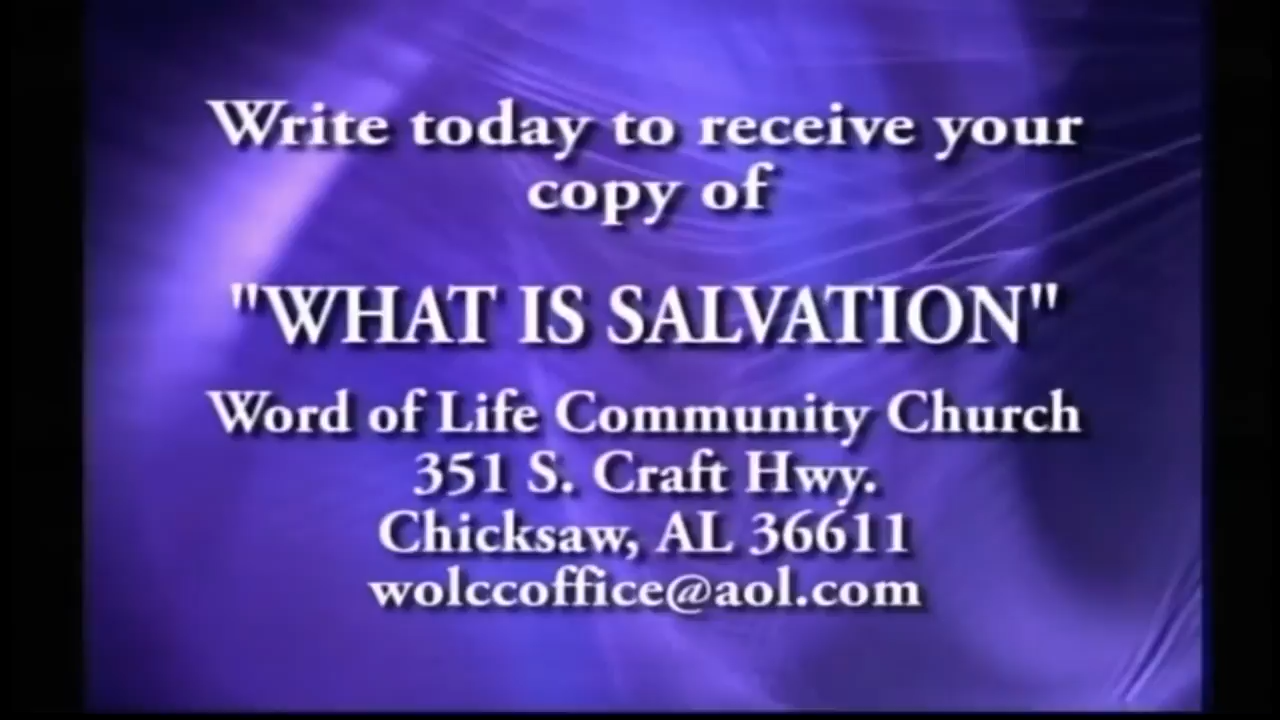 Write today to receive your
copy of
"WHAT IS SALVATION"
Word of Life Community Church
351 S. Craft Hwy.
Chicksaw, AL 36611
wolccoffice@aol.com